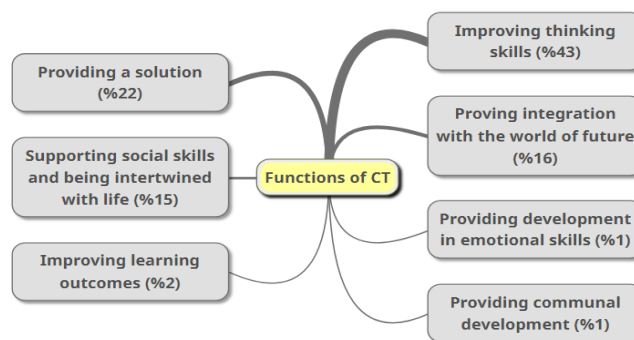 Improving thinking
skills (%43)
Providing a solution
(%22)
Proving integration
with the world of future
(%16)
Supporting social skills
and being intertwined
with life (%15)
Functions of CT
Providing development
in emotional skills (%1)
Improving learning
outcomes (%2)
Providing communal
development (%1)